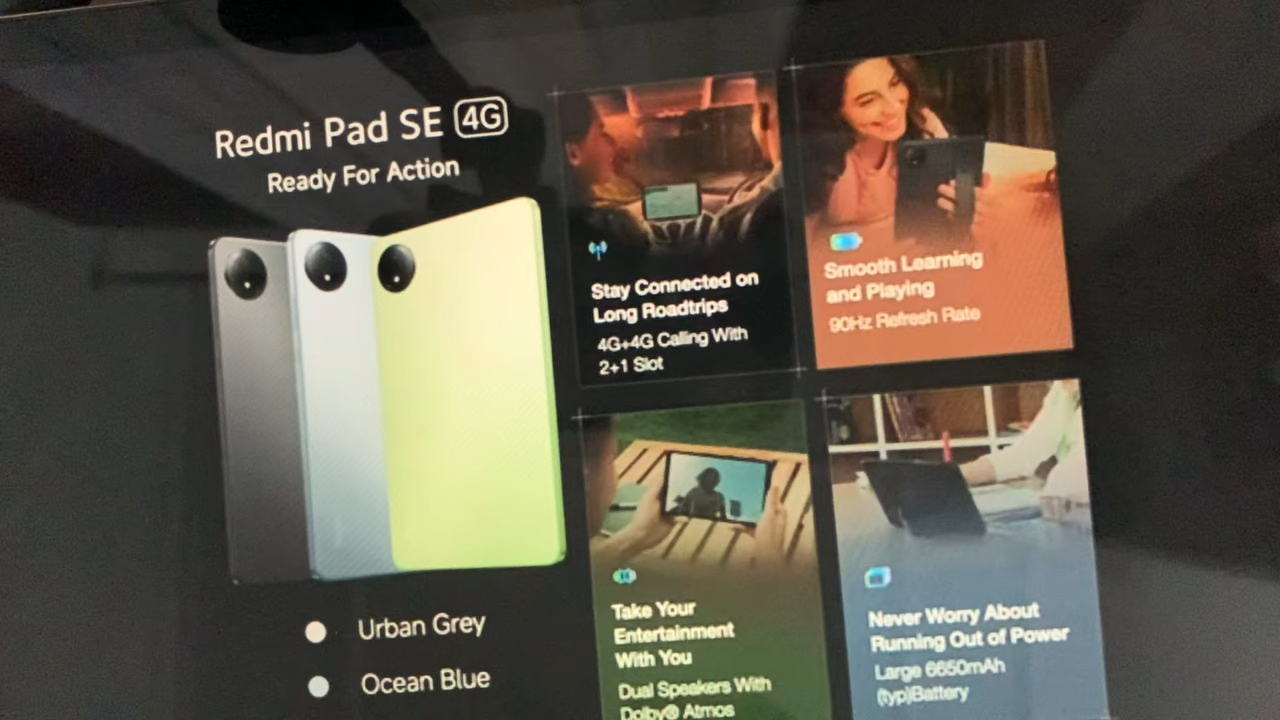 Redmi Pad SE 4G
Ready For Action
Urban Grey
Ocean Blue
Stay Connected on
Long Roadtrips
4G+4G Calling With
2+1 Slot
Smooth Learning
and Playing
90Hz Refresh Rate
Take Your
Entertainment
With You
Dual Speakers With
Dolby® Atmos
Never Worry About
Running Out of Power
Large 6650mAh
(typ)Battery